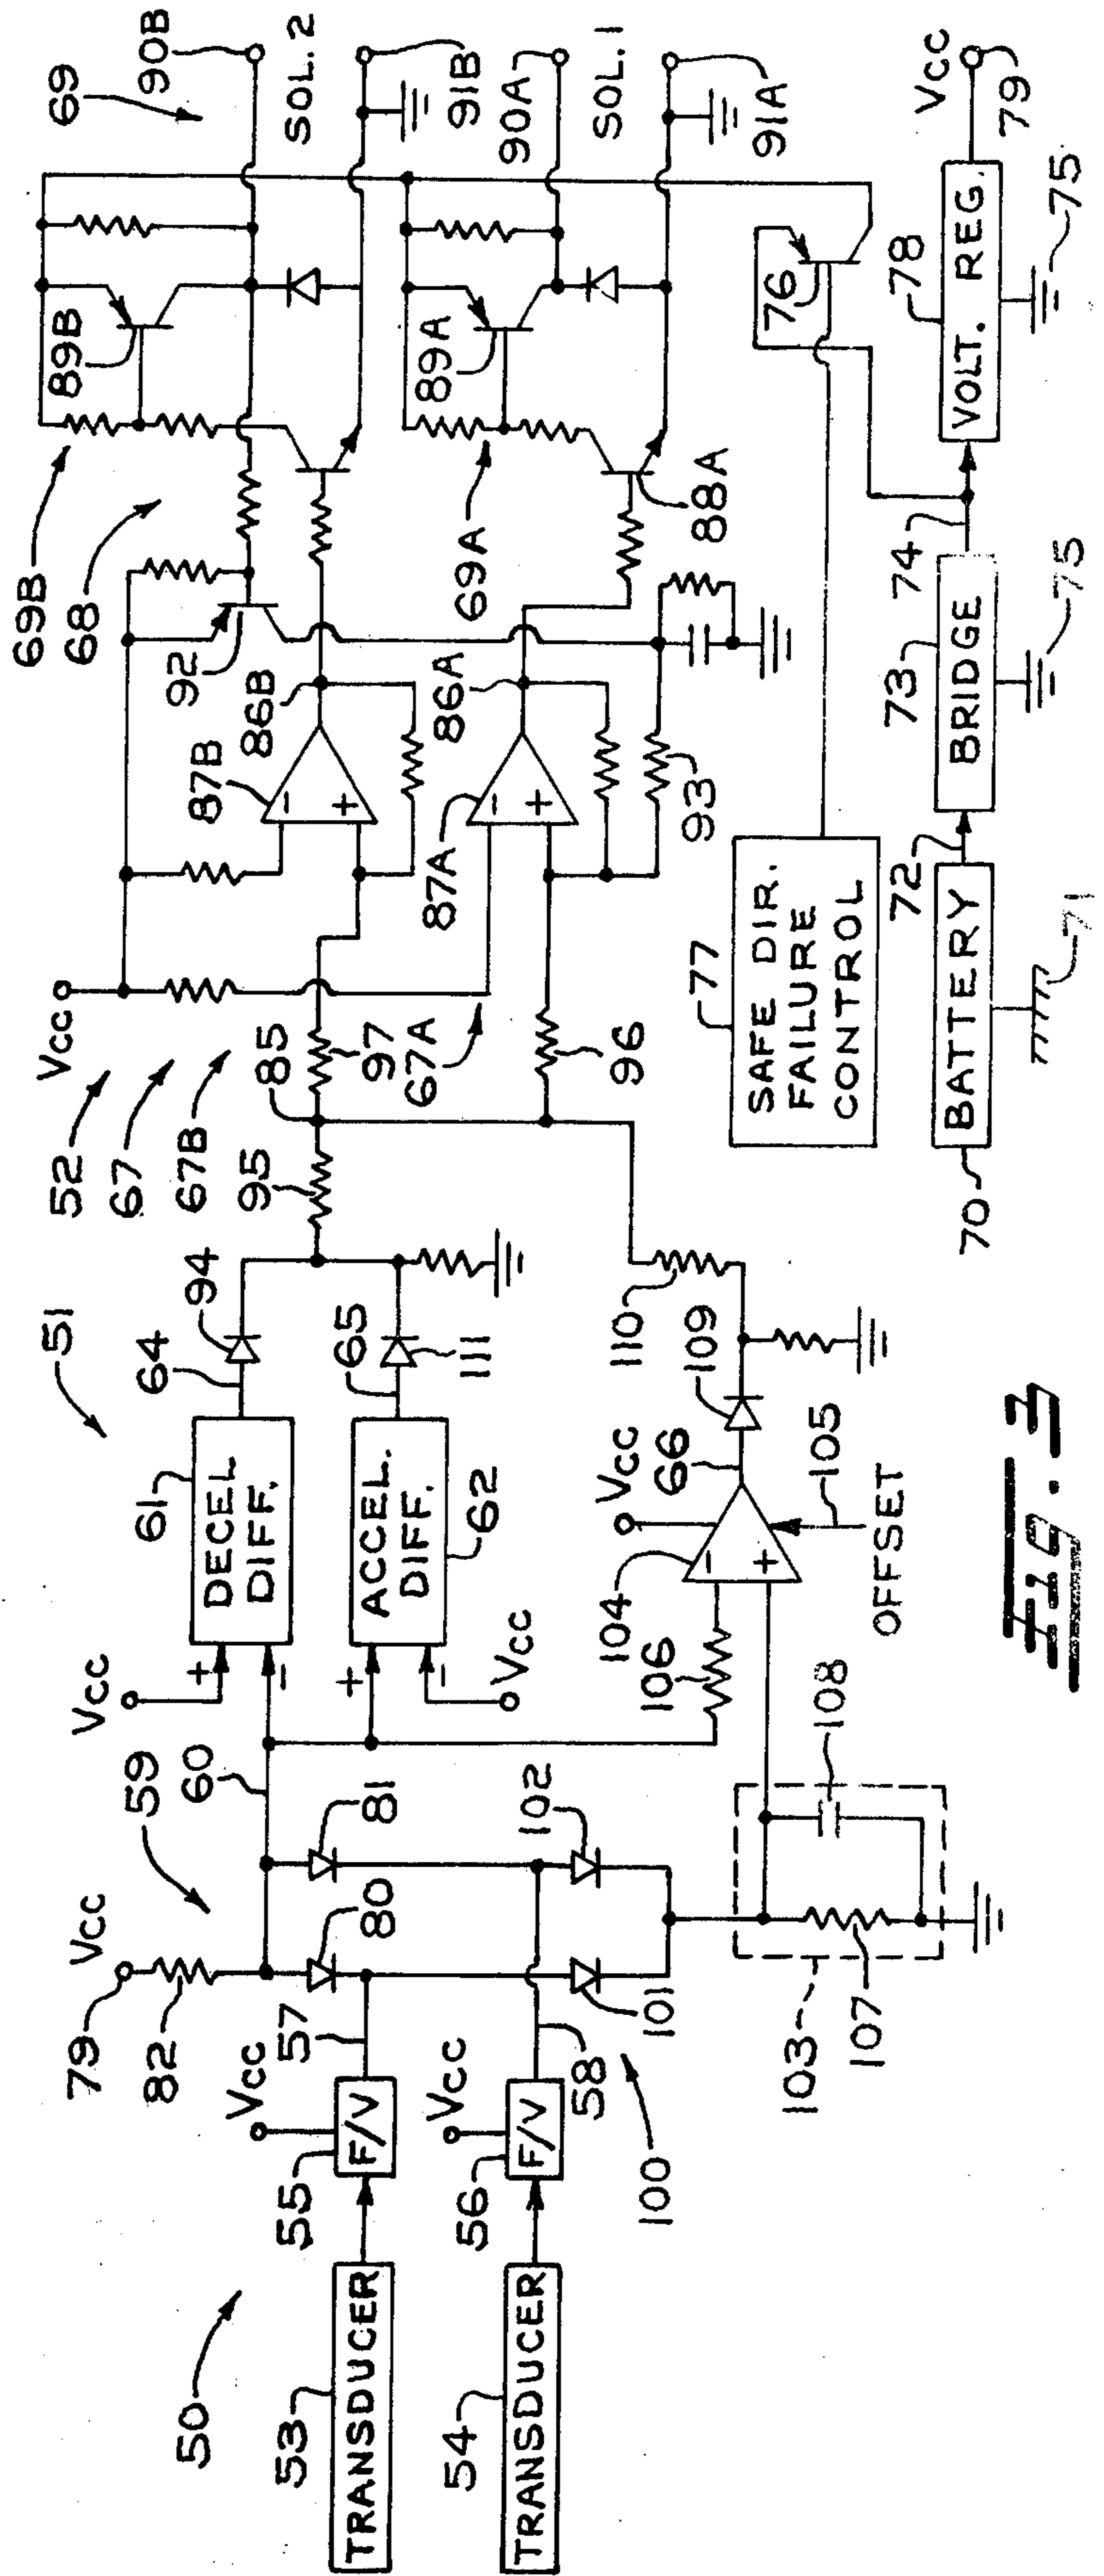 50
53
TRANSDUCER
54
TRANSDUCER
55
F/V
Vcc
56
F/V
Vcc
57
58
100
79
Vcc
82
59
60
80
81
101
102
103
107
108
Vcc
61
DECEL
DIFF.
+
-
51
64
94
ACCEL.
DIFF.
+
-
62
Vcc
65
111
104
106
-
+
Vcc
66
109
110
105
OFFSET
95
85
52
67
67B
Vcc
97
67A
96
87B
-
+
86B
87A
-
+
86A
93
92
68
69B
89B
69
90B
SOL. 2
91B
69A
89A
88A
90A
SOL. 1
91A
77
SAFE DIR.
FAILURE
CONTROL
76
70
BATTERY
71
72
73
BRIDGE
74
75
78
VOLT. REG.
75
Vcc
79